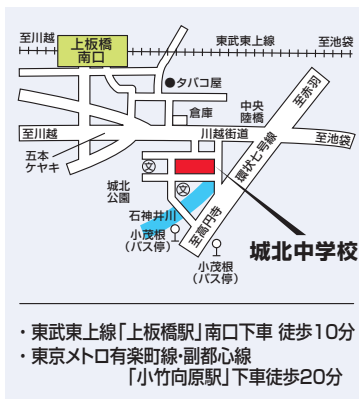 至川越
上板橋
南口
東武東上線
至池袋
タバコ屋
倉庫
中央
陸橋
至赤羽
至川越
川越街道
至池袋
五本
ケヤキ
環状七号線
文
城北
公園
文
石神井川
至高円寺
小茂根
(バス停)
小茂根
(バス停)
城北中学校
・東武東上線「上板橋駅」南口下車 徒歩10分
・東京メトロ有楽町線・副都心線
「小竹向原駅」下車徒歩20分